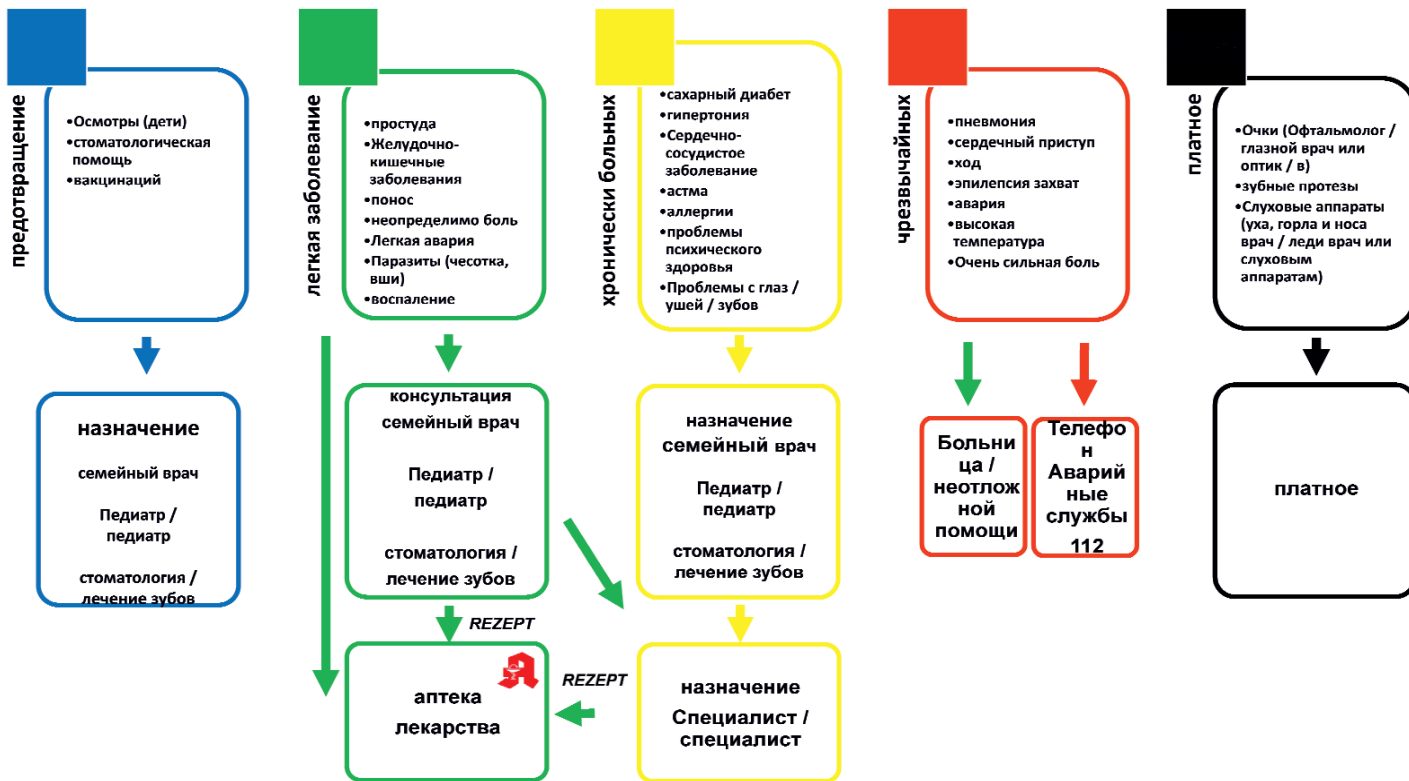 предотвращение
•Осмотры (дети)
•стоматологическая
помощь
•вакцинаций
назначение
семейный врач
Педиатр /
педиатр
стоматология /
лечение зубов
легкая заболевание
•простуда
•Желудочно-
кишечные
заболевания
•понос
•неопределимо боль
•Легкая авария
•Паразиты (чесотка,
вши)
•воспаление
консультация
семейный врач
Педиатр /
педиатр
стоматология /
лечение зубов
REZEPT
аптека
лекарства
хронически больных
•сахарный диабет
•гипертония
•Сердечно-
сосудистое
заболевание
•астма
•аллергии
•проблемы
психического
здоровья
•Проблемы с глаз /
ушей / зубов
назначение
семейный врач
Педиатр /
педиатр
стоматология /
лечение зубов
REZEPT
назначение
Специалист /
специалист
чрезвычайных
•пневмония
•сердечный приступ
•ход
•эпилепсия захват
•авария
•высокая
температура
•Очень сильная боль
Больни
ца /
неотлож
ной
помощи
Телефо
н
Аварий
ные
службы
112
платное
•Очки (Офтальмолог /
глазной врач или
оптик / в)
•зубные протезы
•Слуховые аппараты
(уха, горла и носа
врач / леди врач или
слуховым
аппаратам)
платное